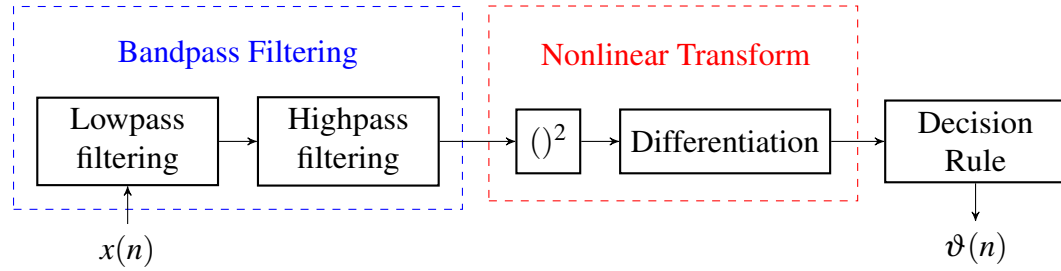 Bandpass Filtering
Nonlinear Transform
Lowpass
filtering
Highpass
filtering
()²
Differentiation
Decision
Rule
x(n)
ϑ(n)